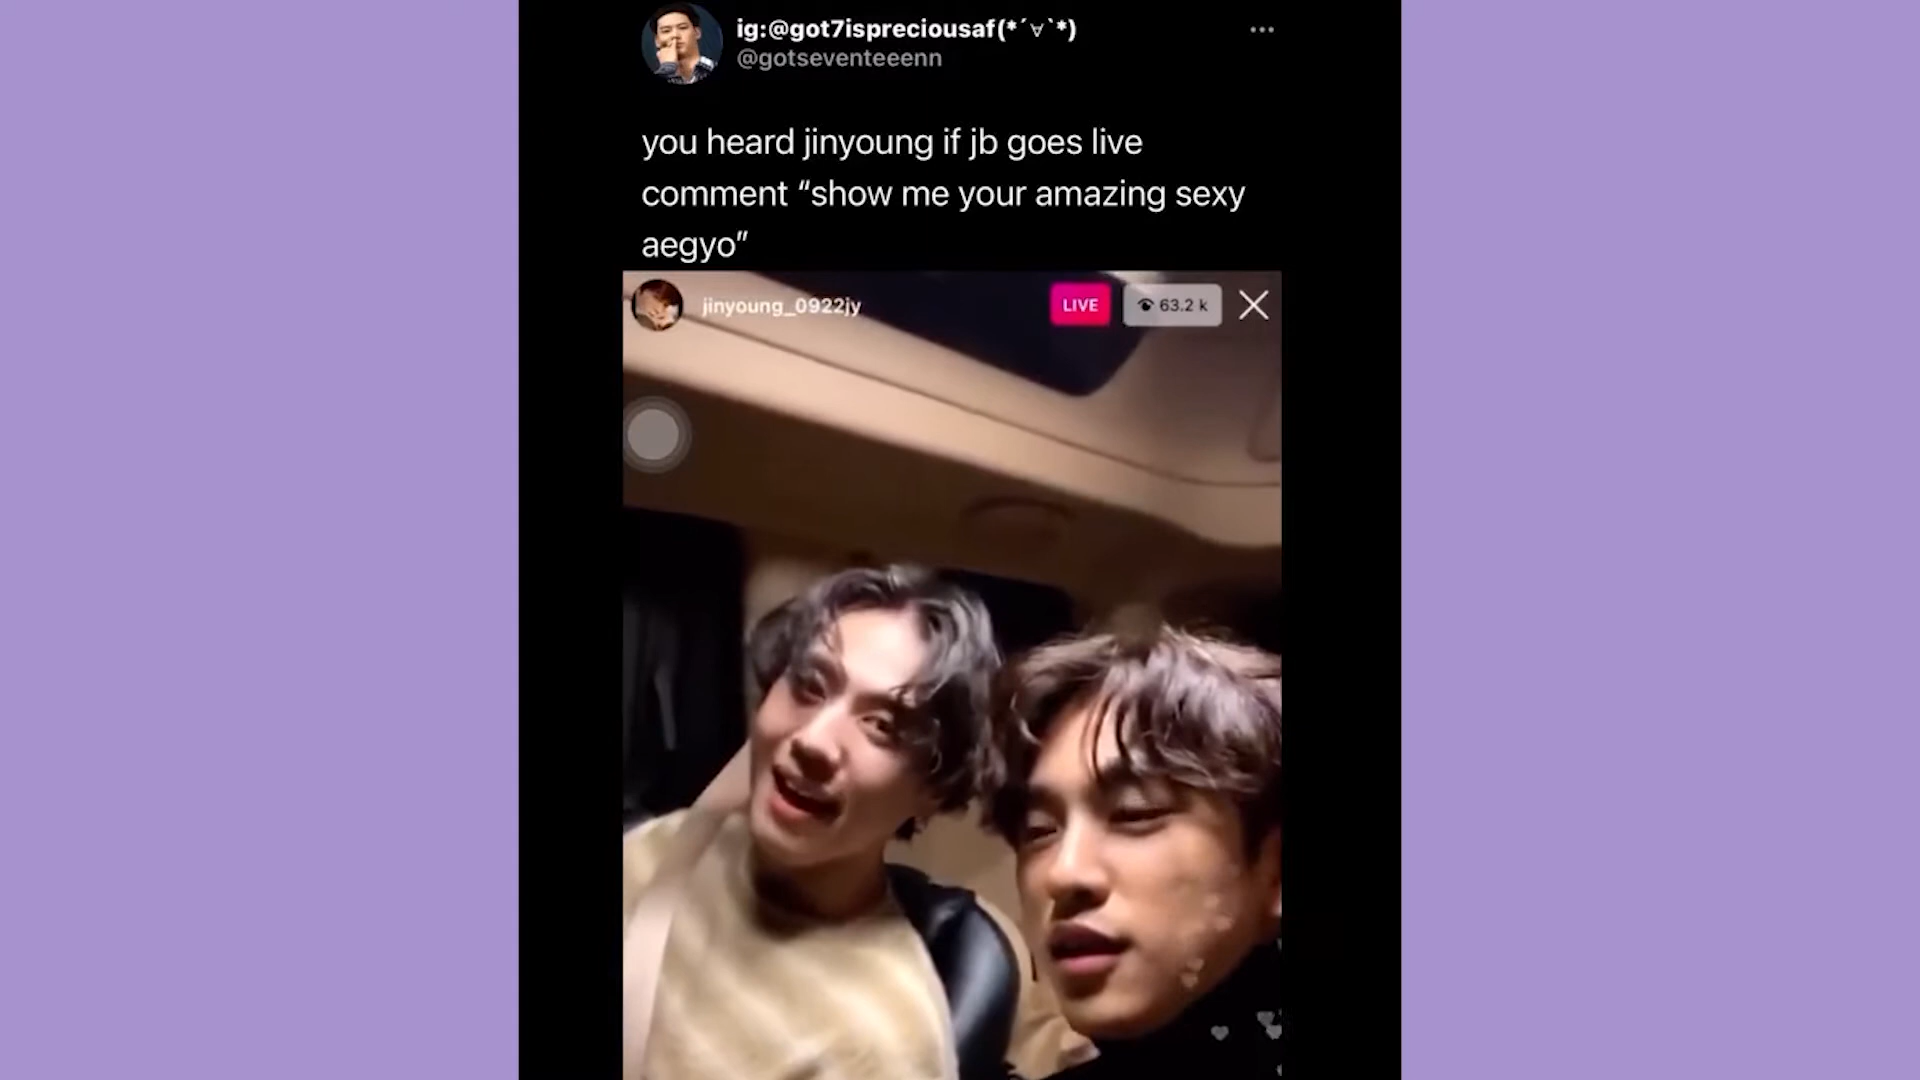 ig:@got7ispreciousaf(*´∀`*)
@gotseventeeenn
you heard jinyoung if jb goes live
comment “show me your amazing sexy
aegyo”
jinyoung_0922jy LIVE 63.2 k